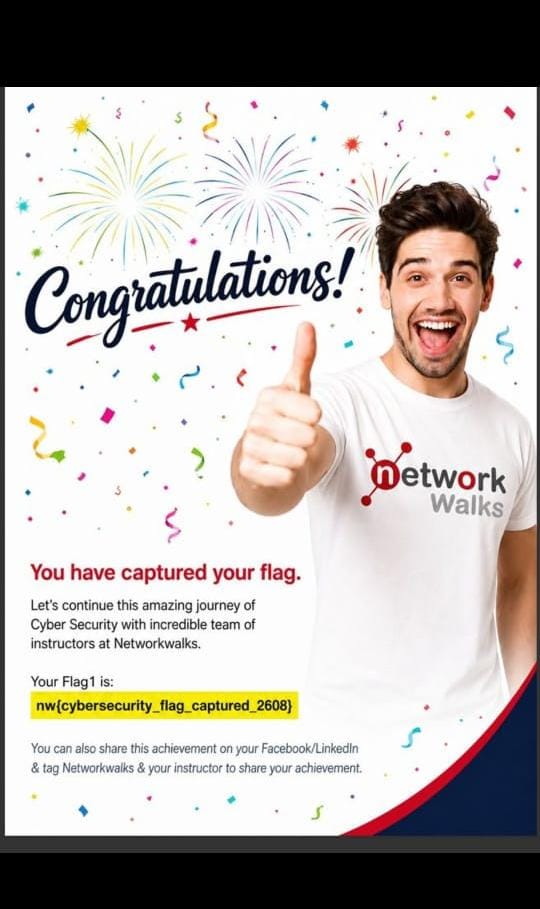 Congratulations!
network
Walks
You have captured your flag.
Let's continue this amazing journey of
Cyber Security with incredible team of
instructors at Networkwalks.
Your Flag1 is:
nw{cybersecurity_flag_captured_2608}
You can also share this achievement on your Facebook/LinkedIn
& tag Networkwalks & your instructor to share your achievement.